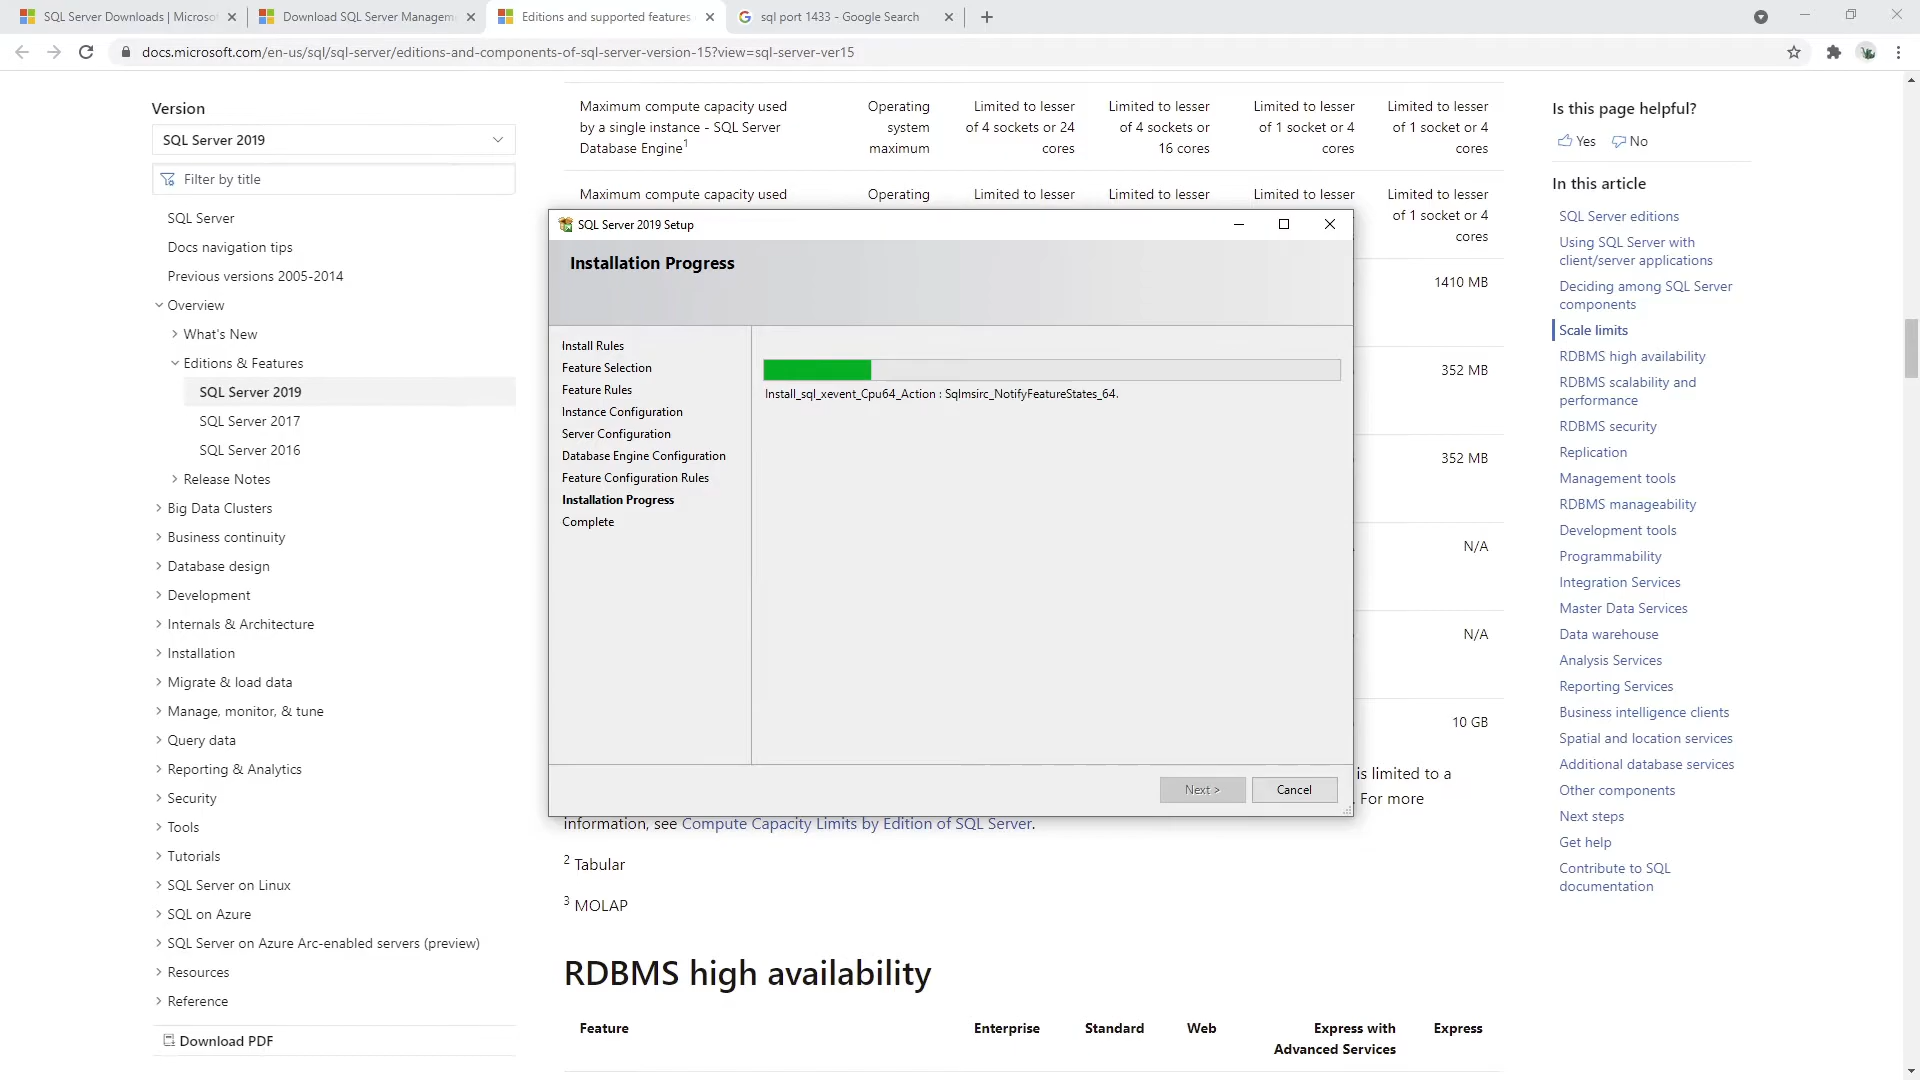 SQL Server Downloads | Microsof
Download SQL Server Managem
Editions and supported features
sql port 1433 - Google Search
docs.microsoft.com/en-us/sql/sql-server/editions-and-components-of-sql-server-version-15?view=sql-server-ver15
Version
SQL Server 2019
Filter by title
SQL Server
Docs navigation tips
Previous versions 2005-2014
Overview
What's New
Editions & Features
SQL Server 2019
SQL Server 2017
SQL Server 2016
Release Notes
Big Data Clusters
Business continuity
Database design
Development
Internals & Architecture
Installation
Migrate & load data
Manage, monitor, & tune
Query data
Reporting & Analytics
Security
Tools
Tutorials
SQL Server on Linux
SQL on Azure
SQL Server on Azure Arc-enabled servers (preview)
Resources
Reference
Download PDF
Maximum compute capacity used
by a single instance - SQL Server
Database Engine1
Operating
system
maximum
Limited to lesser
of 4 sockets or 24
cores
Limited to lesser
of 4 sockets or
16 cores
Limited to lesser
of 1 socket or 4
cores
Limited to lesser
of 1 socket or 4
cores
Maximum compute capacity used
Operating
Limited to lesser
Limited to lesser
Limited to lesser
Limited to lesser
of 1 socket or 4
cores
1410 MB
352 MB
352 MB
N/A
N/A
10 GB
SQL Server 2019 Setup
Installation Progress
Install Rules
Feature Selection
Feature Rules
Instance Configuration
Server Configuration
Database Engine Configuration
Feature Configuration Rules
Installation Progress
Complete
Install_sql_xevent_Cpu64_Action : Sqlmsirc_NotifyFeatureStates_64.
Next >
Cancel
is limited to a
. For more
information, see Compute Capacity Limits by Edition of SQL Server.
2 Tabular
3 MOLAP
RDBMS high availability
Feature
Enterprise
Standard
Web
Express with
Advanced Services
Express
Is this page helpful?
Yes
No
In this article
SQL Server editions
Using SQL Server with
client/server applications
Deciding among SQL Server
components
Scale limits
RDBMS high availability
RDBMS scalability and
performance
RDBMS security
Replication
Management tools
RDBMS manageability
Development tools
Programmability
Integration Services
Master Data Services
Data warehouse
Analysis Services
Reporting Services
Business intelligence clients
Spatial and location services
Additional database services
Other components
Next steps
Get help
Contribute to SQL
documentation